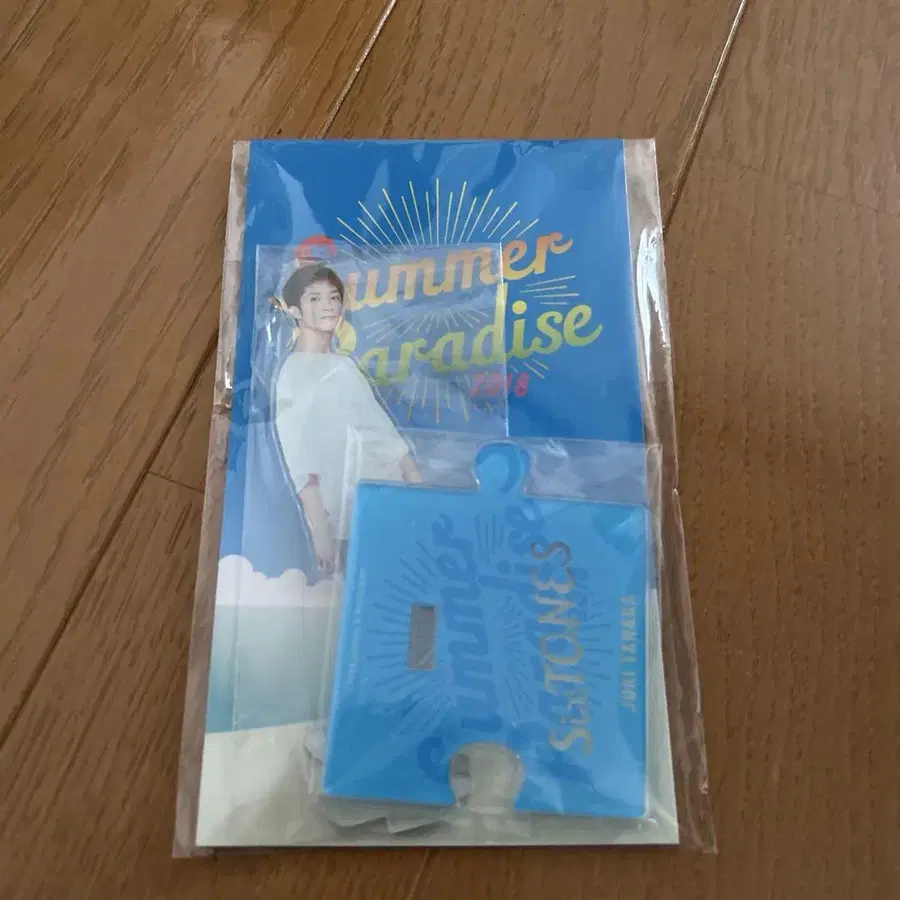 Summer
Paradise
2018
Summer
Paradise
SixTONES
JURI TANAKA